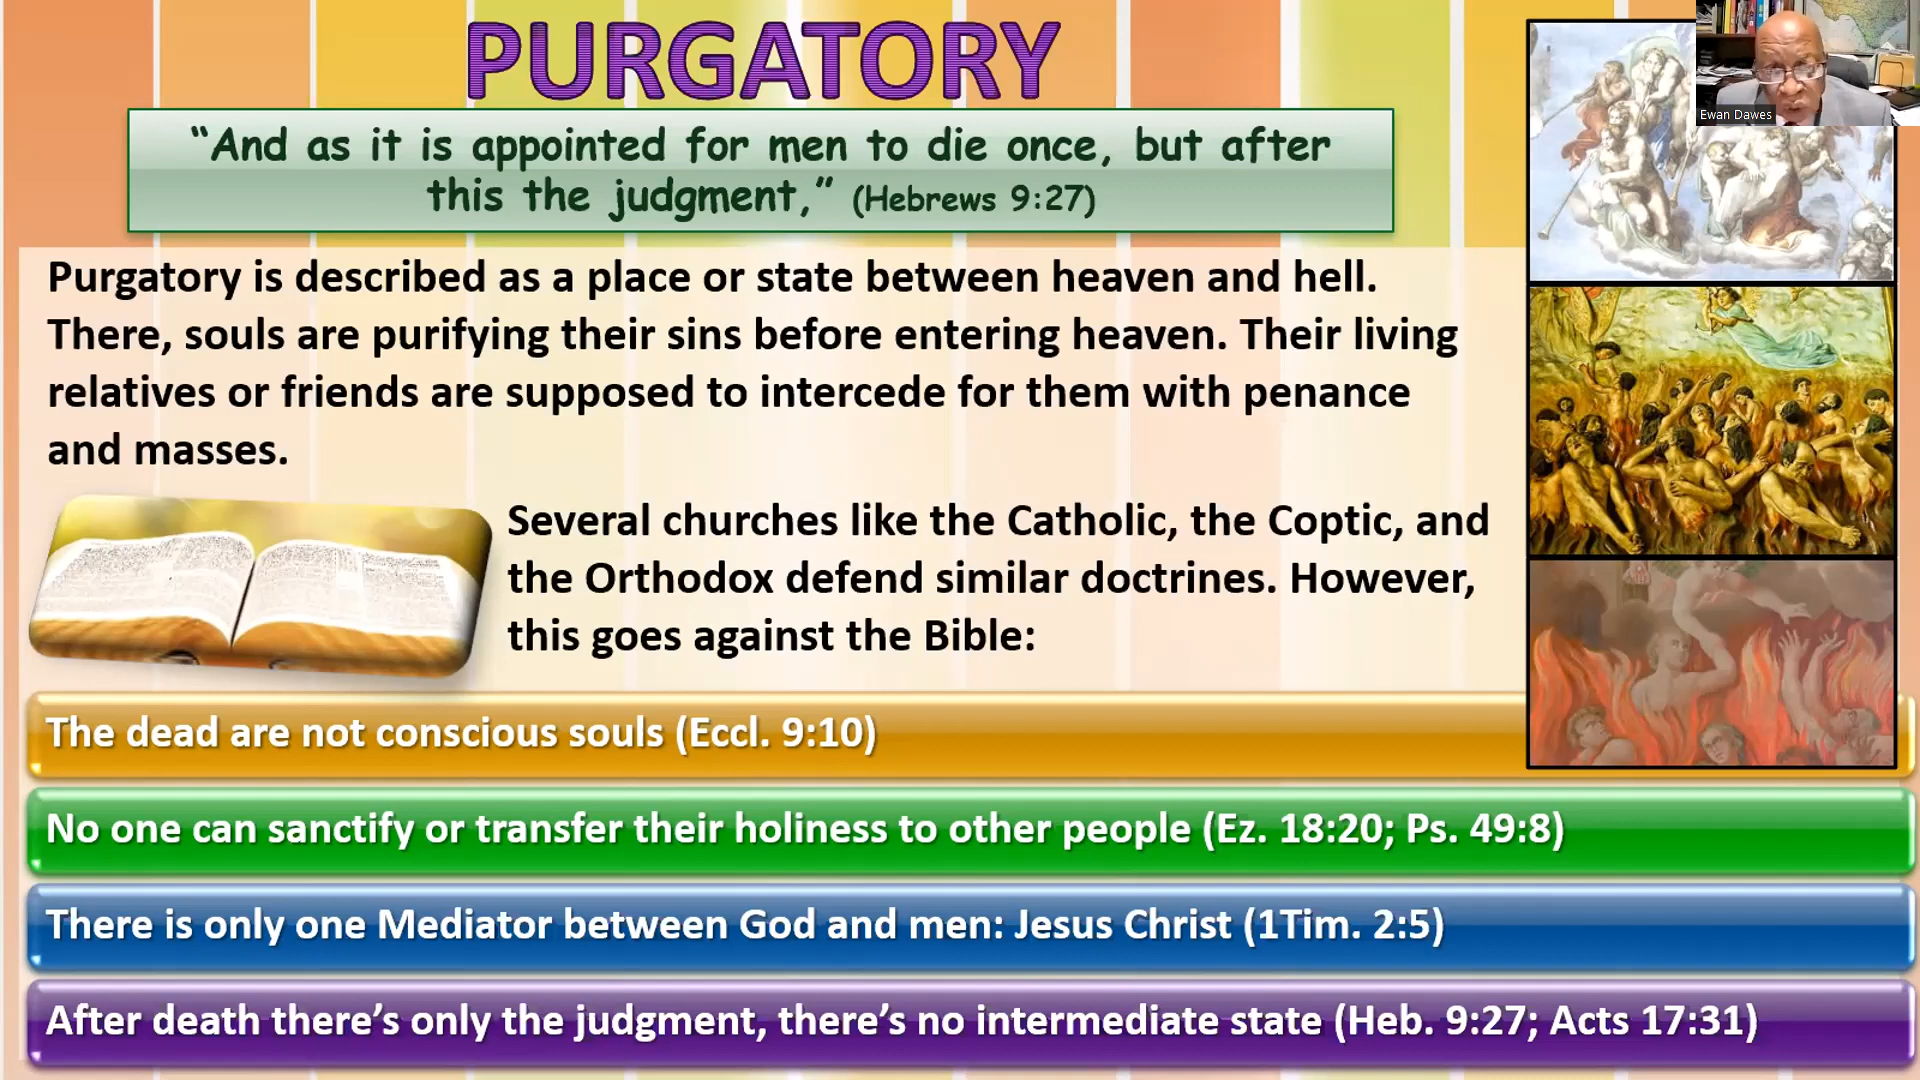 PURGATORY
“And as it is appointed for men to die once, but after
this the judgment,” (Hebrews 9:27)
Ewan Dawes
Purgatory is described as a place or state between heaven and hell.
There, souls are purifying their sins before entering heaven. Their living
relatives or friends are supposed to intercede for them with penance
and masses.
Several churches like the Catholic, the Coptic, and
the Orthodox defend similar doctrines. However,
this goes against the Bible:
The dead are not conscious souls (Eccl. 9:10)
No one can sanctify or transfer their holiness to other people (Ez. 18:20; Ps. 49:8)
There is only one Mediator between God and men: Jesus Christ (1Tim. 2:5)
After death there’s only the judgment, there’s no intermediate state (Heb. 9:27; Acts 17:31)